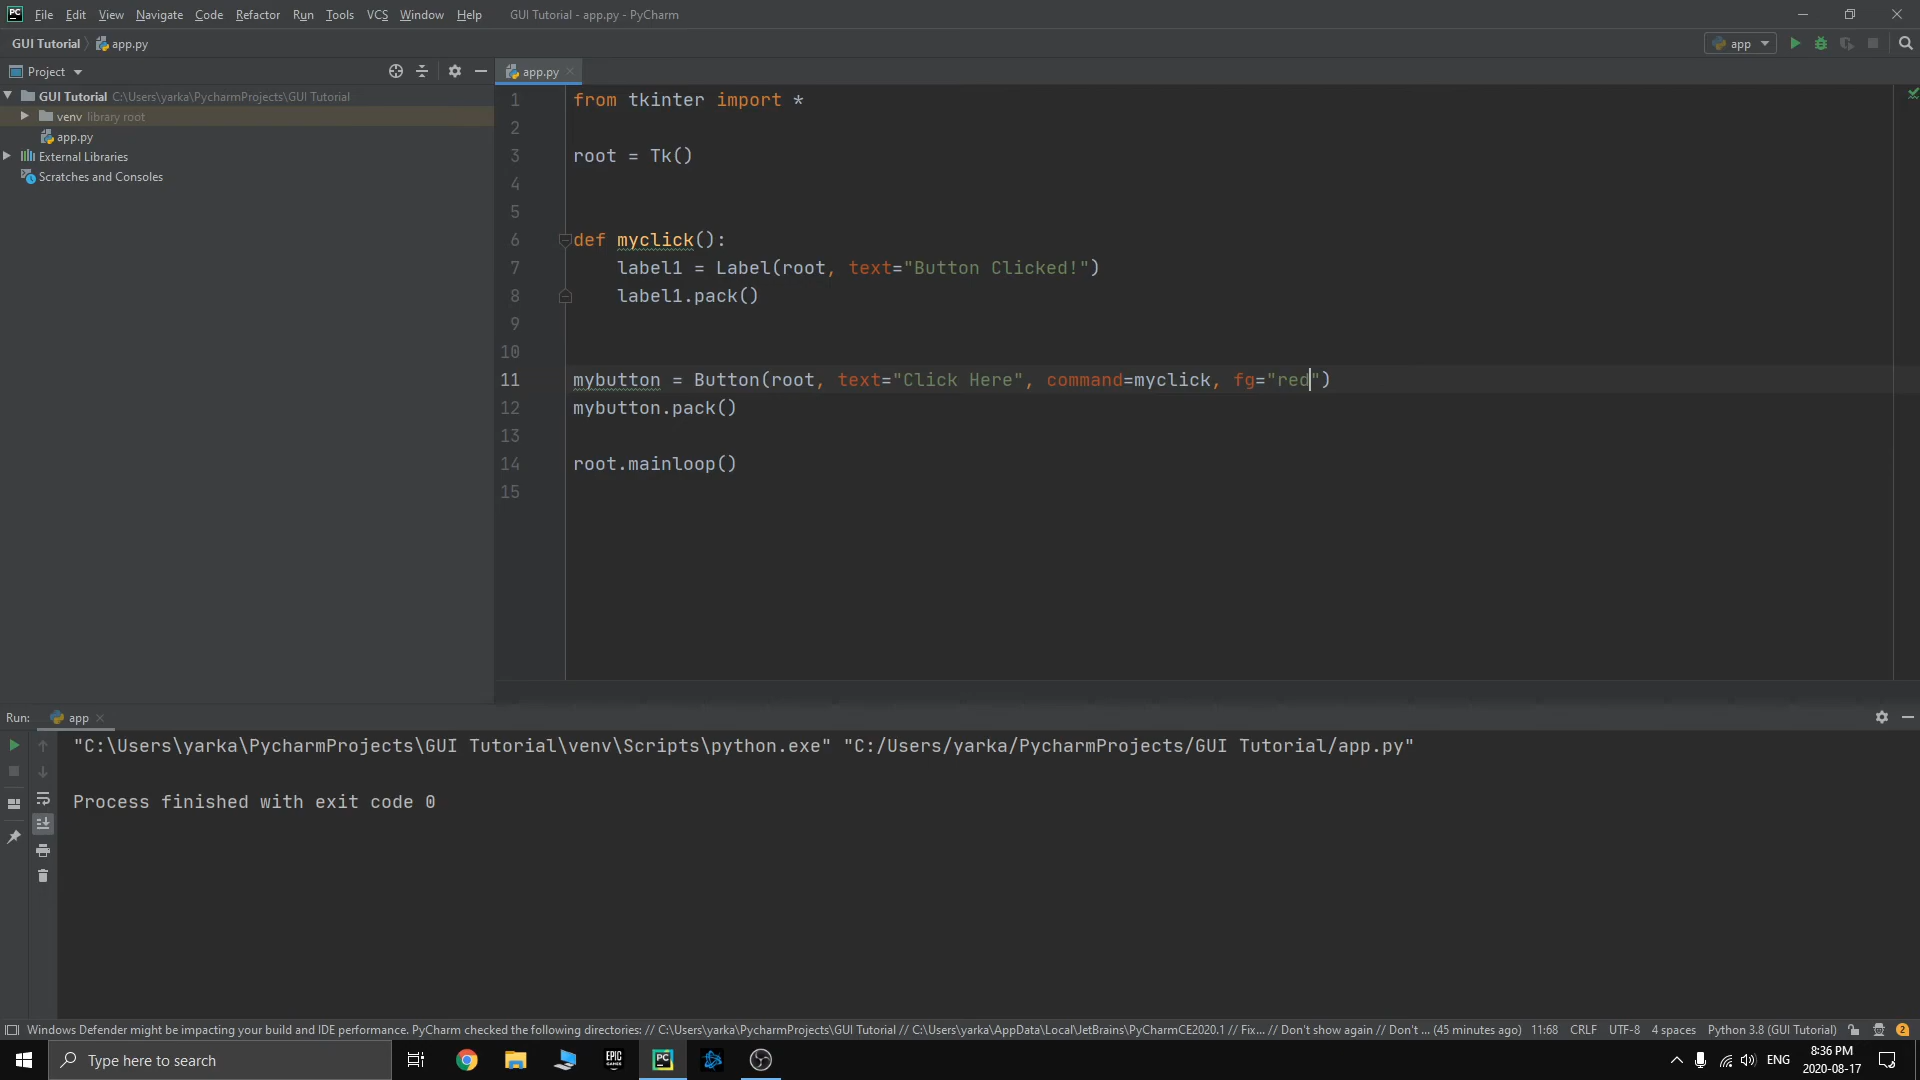 File Edit View Navigate Code Refactor Run Tools VCS Window Help GUI Tutorial - app.py - PyCharm
GUI Tutorial app.py app
Project app.py
GUI Tutorial C:\Users\yarka\PycharmProjects\GUI Tutorial
venv library root
app.py
External Libraries
Scratches and Consoles
1 from tkinter import *
2
3 root = Tk()
4
5
6 def myclick():
7 label1 = Label(root, text="Button Clicked!")
8 label1.pack()
9
10
11 mybutton = Button(root, text="Click Here", command=myclick, fg="red")
12 mybutton.pack()
13
14 root.mainloop()
15
Run: app
"C:\Users\yarka\PycharmProjects\GUI Tutorial\venv\Scripts\python.exe" "C:/Users/yarka/PycharmProjects/GUI Tutorial/app.py"
Process finished with exit code 0
Windows Defender might be impacting your build and IDE performance. PyCharm checked the following directories: // C:\Users\yarka\PycharmProjects\GUI Tutorial // C:\Users\yarka\AppData\Local\JetBrains\PyCharmCE2020.1 // Fix... // Don't show again // Don't ... (45 minutes ago) 11:68 CRLF UTF-8 4 spaces Python 3.8 (GUI Tutorial) 2
Type here to search EPIC GAMES PC ENG 8:36 PM
2020-08-17